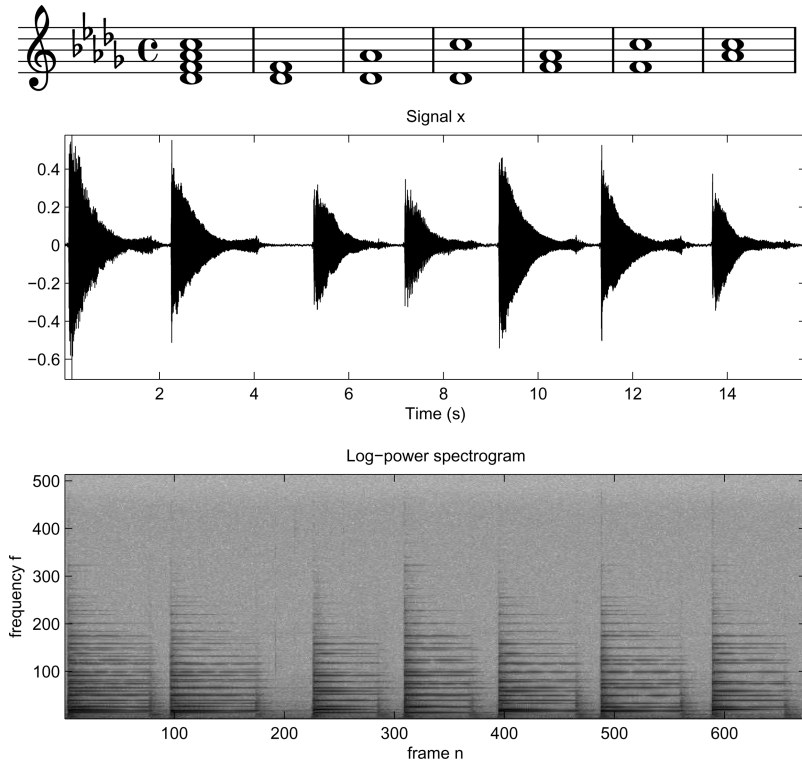 Signal x
0.4
0.2
0
−0.2
−0.4
−0.6
2 4 6 8 10 12 14
Time (s)
Log−power spectrogram
500
400
300
200
100
frequency f
100 200 300 400 500 600
frame n